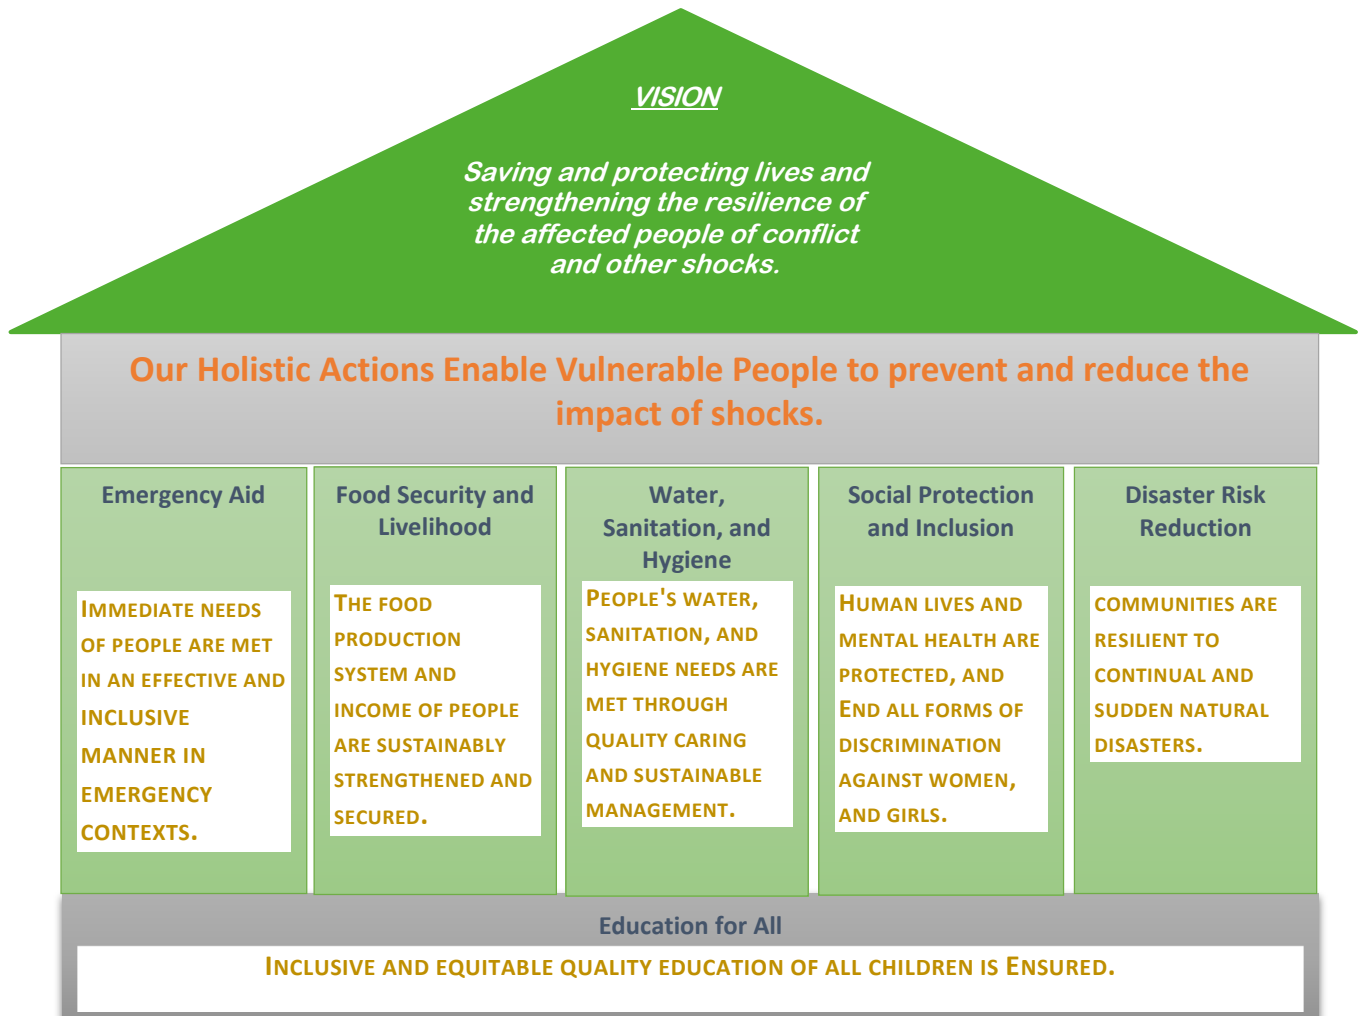 VISION
Saving and protecting lives and
strengthening the resilience of
the affected people of conflict
and other shocks.
Our Holistic Actions Enable Vulnerable People to prevent and reduce the
impact of shocks.
Emergency Aid
IMMEDIATE NEEDS
OF PEOPLE ARE MET
IN AN EFFECTIVE AND
INCLUSIVE
MANNER IN
EMERGENCY
CONTEXTS.
Food Security and
Livelihood
THE FOOD
PRODUCTION
SYSTEM AND
INCOME OF PEOPLE
ARE SUSTAINABLY
STRENGTHENED AND
SECURED.
Water,
Sanitation, and
Hygiene
PEOPLE'S WATER,
SANITATION, AND
HYGIENE NEEDS ARE
MET THROUGH
QUALITY CARING
AND SUSTAINABLE
MANAGEMENT.
Social Protection
and Inclusion
HUMAN LIVES AND
MENTAL HEALTH ARE
PROTECTED, AND
END ALL FORMS OF
DISCRIMINATION
AGAINST WOMEN,
AND GIRLS.
Disaster Risk
Reduction
COMMUNITIES ARE
RESILIENT TO
CONTINUAL AND
SUDDEN NATURAL
DISASTERS.
Education for All
INCLUSIVE AND EQUITABLE QUALITY EDUCATION OF ALL CHILDREN IS ENSURED.